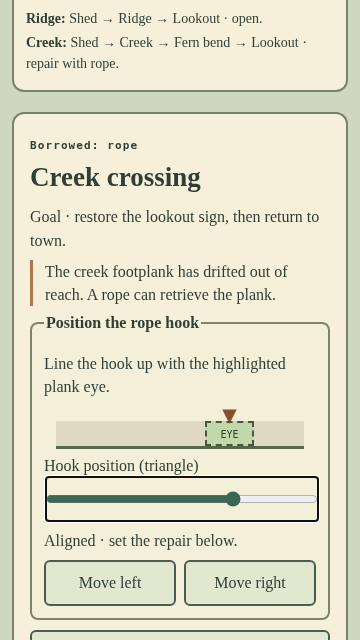 Ridge: Shed → Ridge → Lookout · open.
Creek: Shed → Creek → Fern bend → Lookout ·
repair with rope.
Borrowed: rope
Creek crossing
Goal · restore the lookout sign, then return to
town.
The creek footplank has drifted out of
reach. A rope can retrieve the plank.
Position the rope hook
Line the hook up with the highlighted
plank eye.
EYE
Hook position (triangle)
Aligned · set the repair below.
Move left
Move right